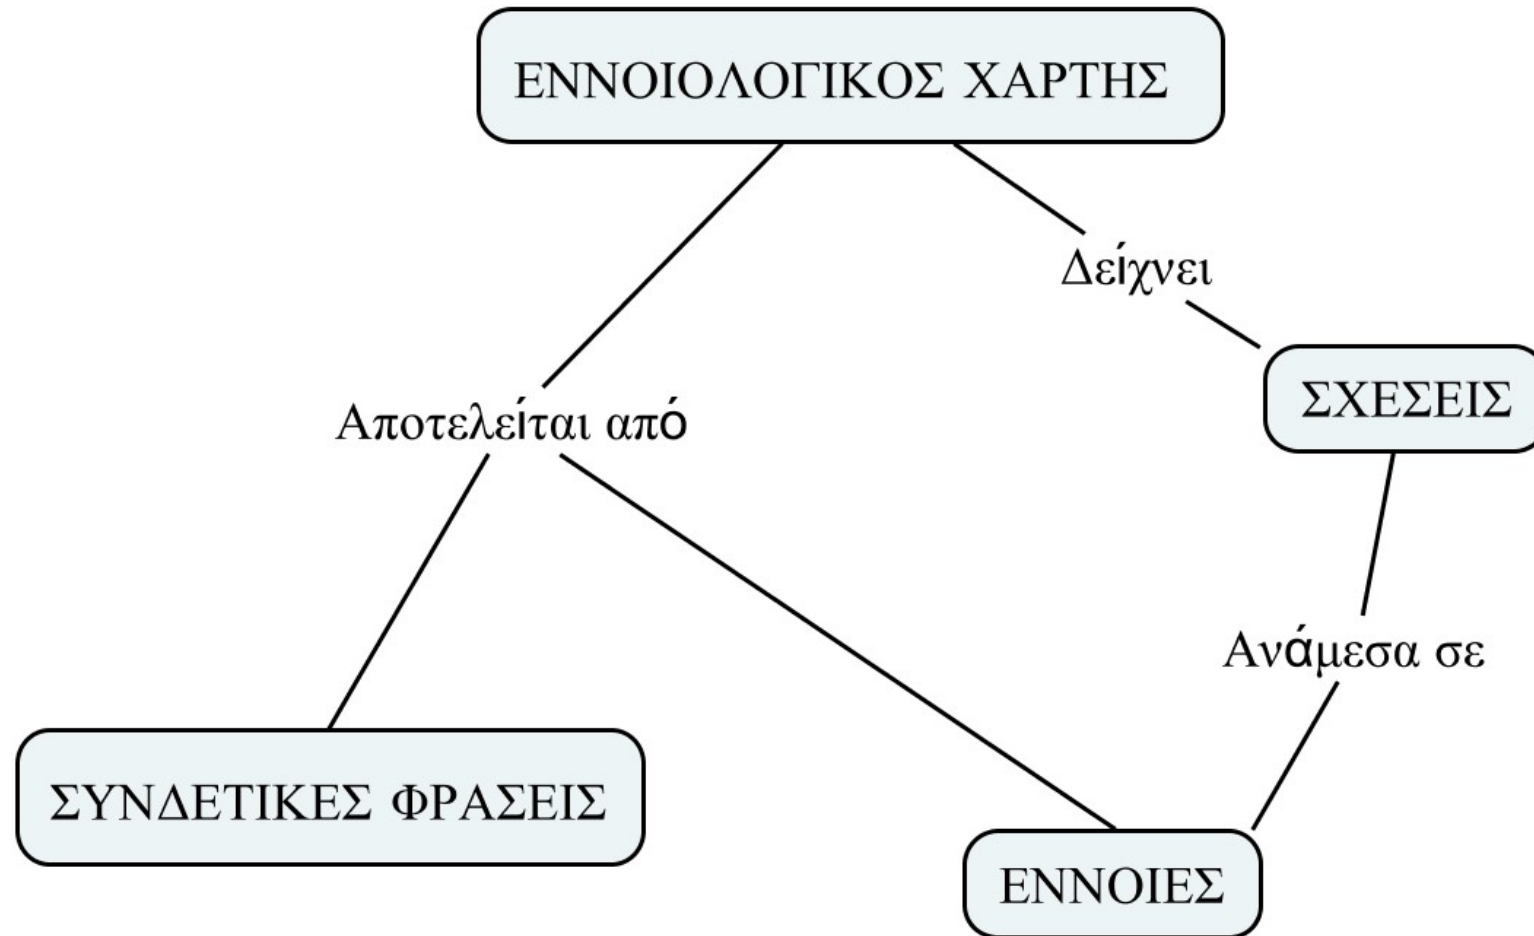 ΕΝΝΟΙΟΛΟΓΙΚΟΣ ΧΑΡΤΗΣ
Δείχνει
ΣΧΕΣΕΙΣ
Αποτελείται από
Ανάμεσα σε
ΣΥΝΔΕΤΙΚΕΣ ΦΡΑΣΕΙΣ
ΕΝΝΟΙΕΣ